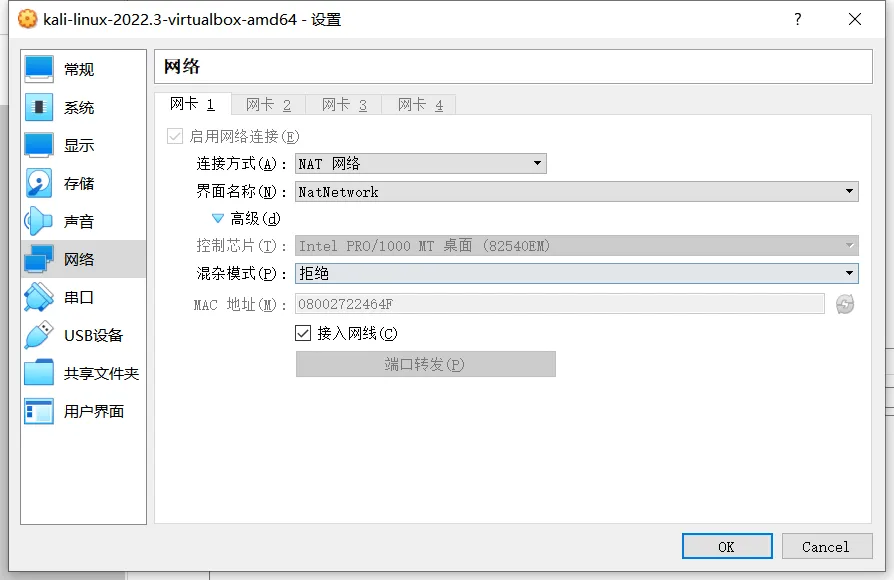 kali-linux-2022.3-virtualbox-amd64 - 设置
?
常规
系统
显示
存储
声音
网络
串口
USB设备
共享文件夹
用户界面
网络
网卡 1 网卡 2 网卡 3 网卡 4
启用网络连接(E)
连接方式(A)： NAT 网络
界面名称(N)： NatNetwork
高级(d)
控制芯片(T)： Intel PRO/1000 MT 桌面 (82540EM)
混杂模式(P)： 拒绝
MAC 地址(M)： 08002722464F
接入网线(C)
端口转发(P)
OK Cancel